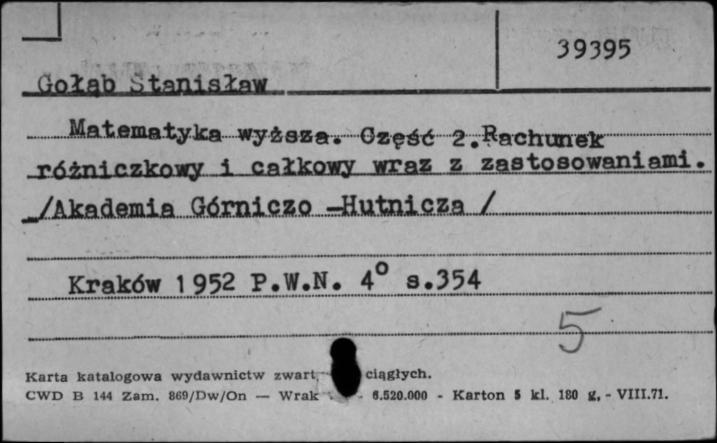 39395
Gołąb Stanisław
Matematyka wyższa. Część 2.Rachunek
różniczkowy i całkowy wraz z zastosowaniami.
/Akademia Górniczo -Hutnicza /
Kraków 1952 P.W.N. 4° s.354
5
Karta katalogowa wydawnictw zwart ciągłych.
CWD B 144 Zam. 869/Dw/On — Wrak 6.520.000 - Karton 5 kl. 180 g. - VIII.71.